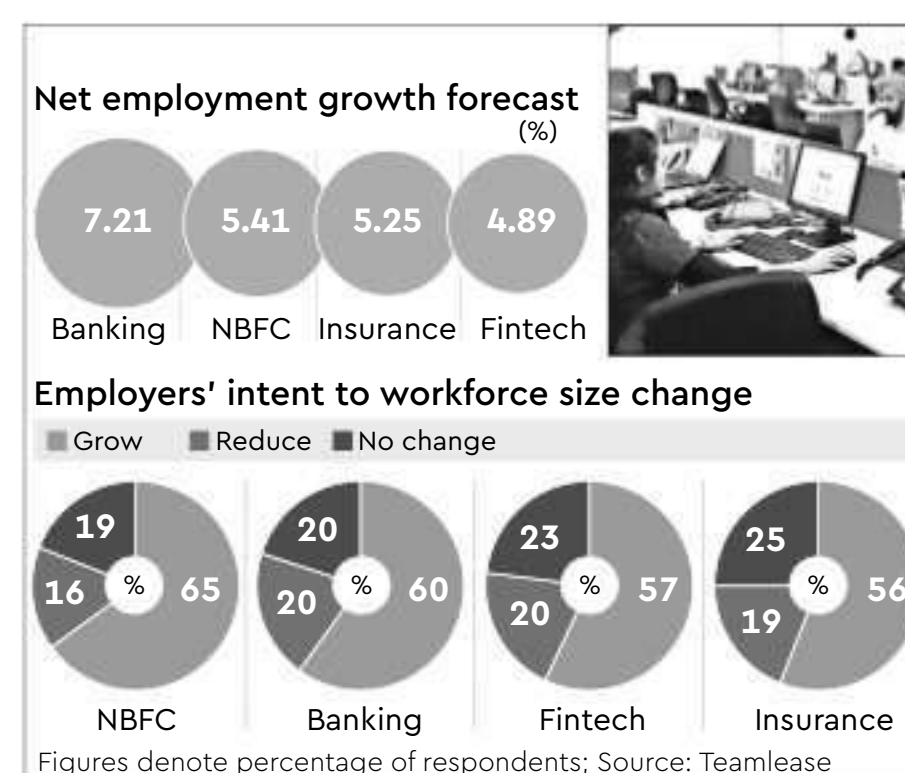 Net employment growth forecast
(%)
7.21 5.41 5.25 4.89
Banking NBFC Insurance Fintech
Employers' intent to workforce size change
Grow Reduce No change
19 16 % 65
20 20 % 60
23 20 % 57
25 19 % 56
NBFC Banking Fintech Insurance
Figures denote percentage of respondents; Source: Teamlease